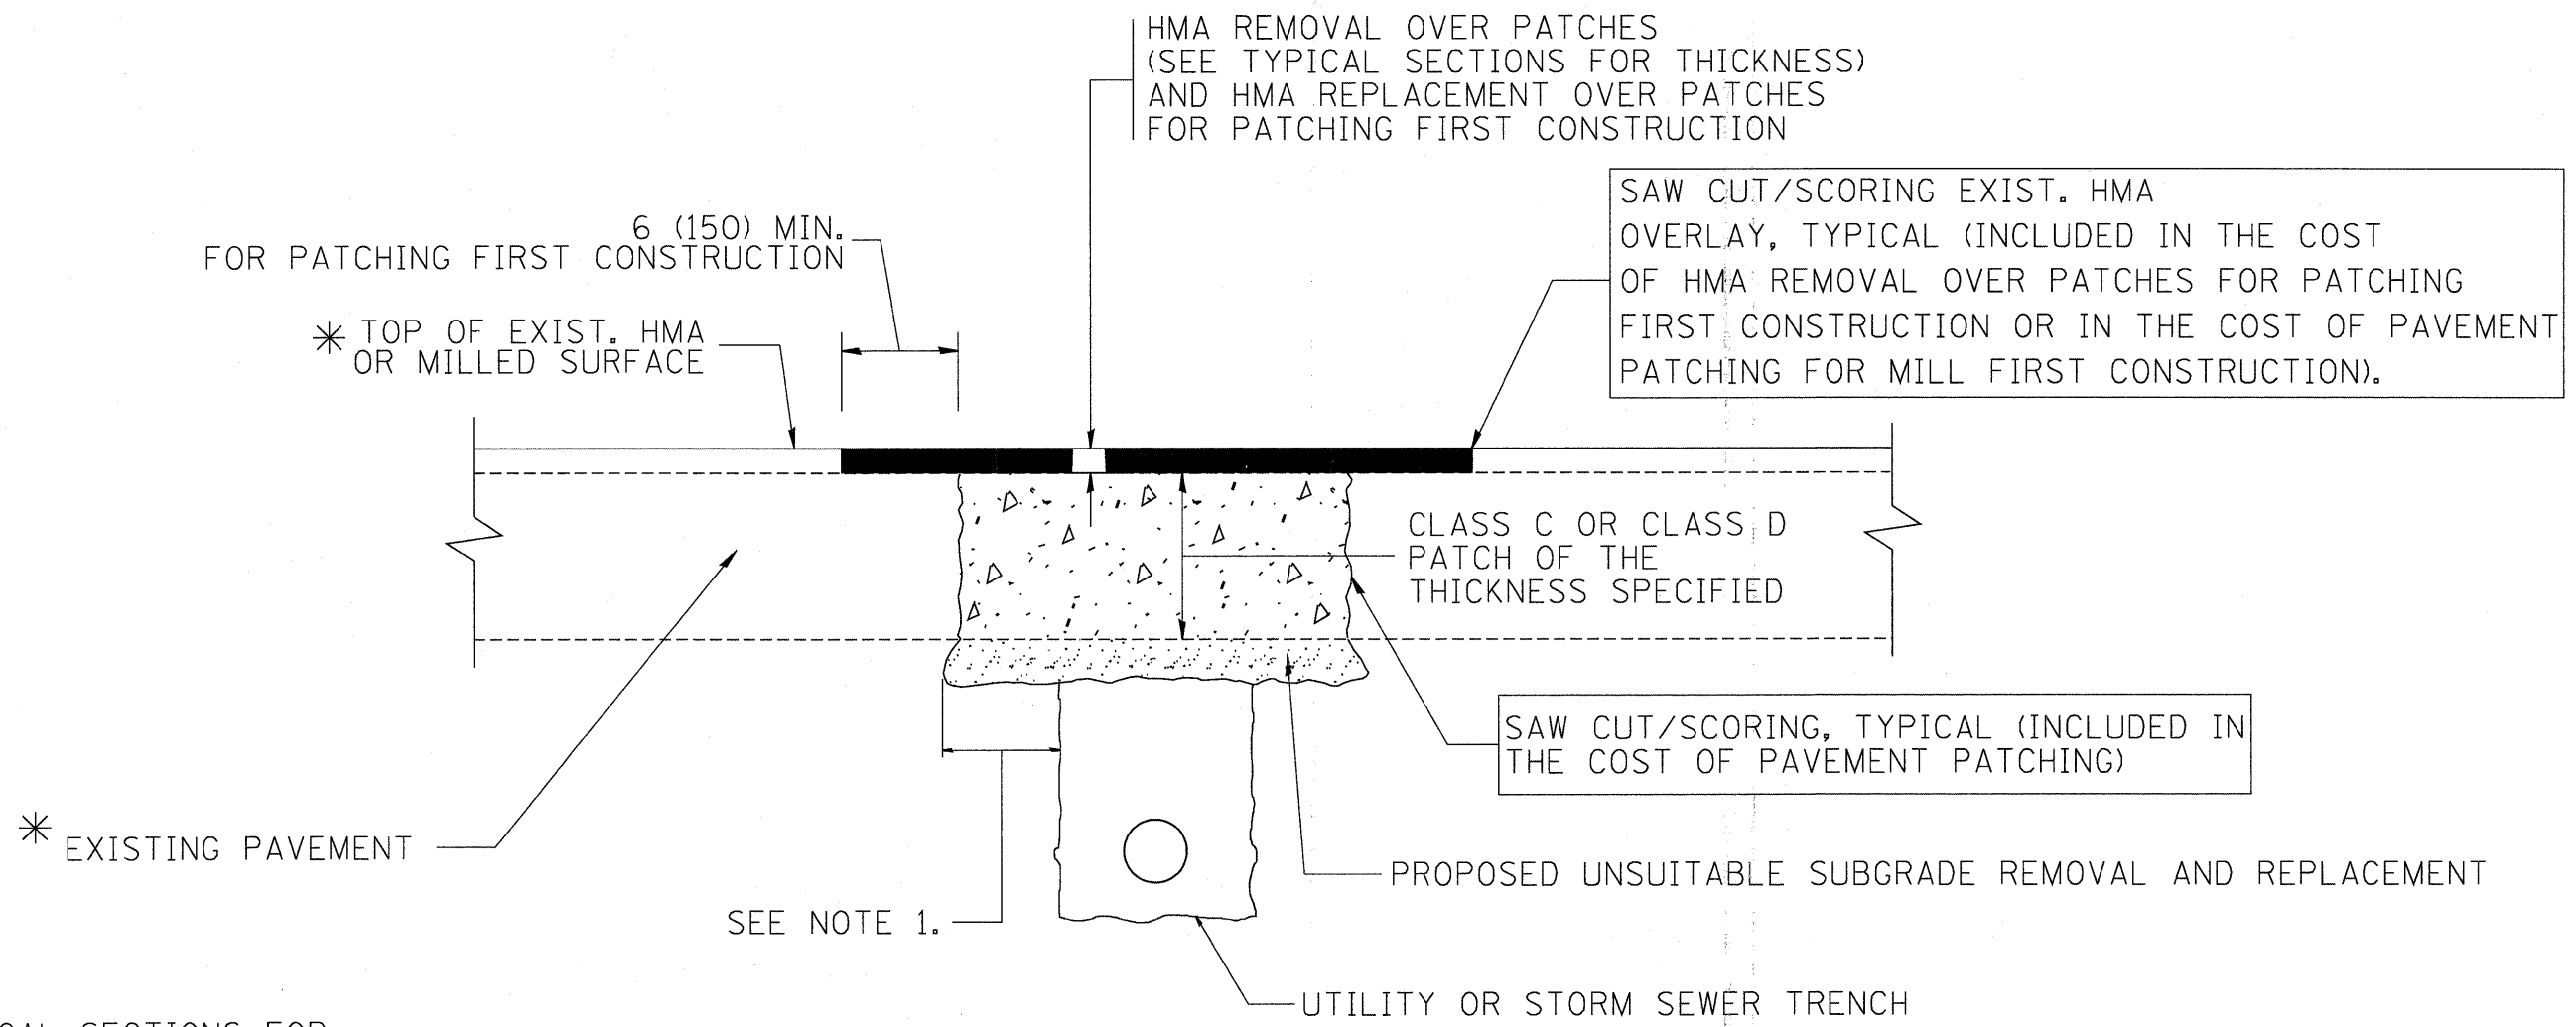 HMA REMOVAL OVER PATCHES
(SEE TYPICAL SECTIONS FOR THICKNESS)
AND HMA REPLACEMENT OVER PATCHES
FOR PATCHING FIRST CONSTRUCTION
SAW CUT/SCORING EXIST. HMA
OVERLAY, TYPICAL (INCLUDED IN THE COST
OF HMA REMOVAL OVER PATCHES FOR PATCHING
FIRST CONSTRUCTION OR IN THE COST OF PAVEMENT
PATCHING FOR MILL FIRST CONSTRUCTION).
6 (150) MIN.
FOR PATCHING FIRST CONSTRUCTION
* TOP OF EXIST. HMA
OR MILLED SURFACE
CLASS C OR CLASS D
PATCH OF THE
THICKNESS SPECIFIED
SAW CUT/SCORING, TYPICAL (INCLUDED IN
THE COST OF PAVEMENT PATCHING)
* EXISTING PAVEMENT
PROPOSED UNSUITABLE SUBGRADE REMOVAL AND REPLACEMENT
SEE NOTE 1.
UTILITY OR STORM SEWER TRENCH
SECTIONS FOR